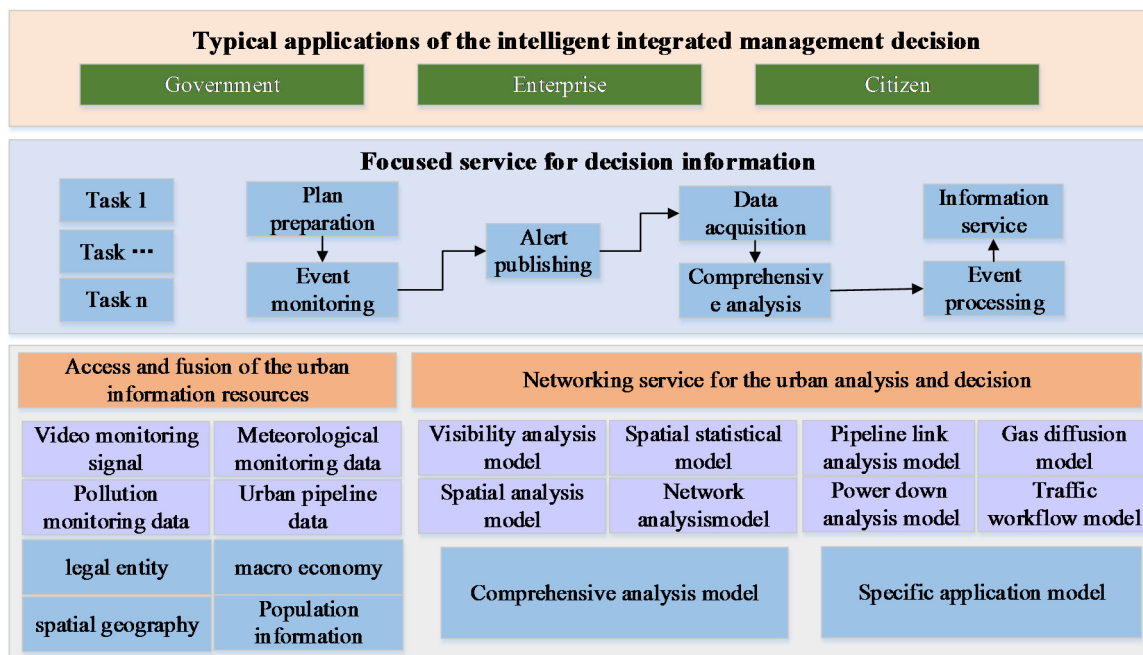 Typical applications of the intelligent integrated management decision
Government
Enterprise
Citizen
Focused service for decision information
Task 1
Task ···
Task n
Plan
preparation
Event
monitoring
Alert
publishing
Data
acquisition
Comprehensiv
e analysis
Information
service
Event
processing
Access and fusion of the urban
information resources
Video monitoring
signal
Meteorological
monitoring data
Pollution
monitoring data
Urban pipeline
data
legal entity
macro economy
spatial geography
Population
information
Networking service for the urban analysis and decision
Visibility analysis
model
Spatial statistical
model
Pipeline link
analysis model
Gas diffusion
model
Spatial analysis
model
Network
analysismodel
Power down
analysis model
Traffic
workflow model
Comprehensive analysis model
Specific application model